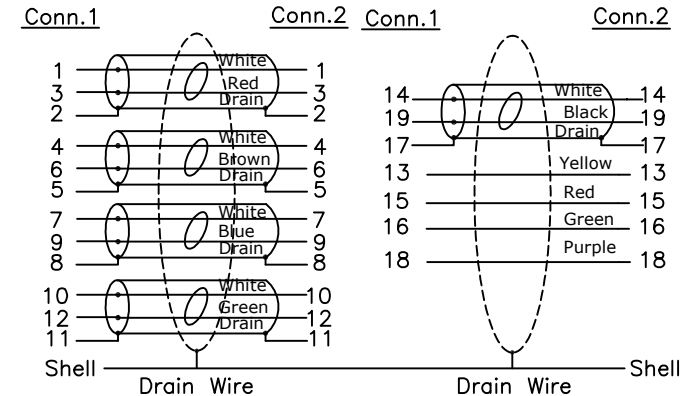 Conn.1 Conn.2 Conn.1 Conn.2
1 White 1
3 Red 3
2 Drain 2
4 White 4
6 Brown 6
5 Drain 5
7 White 7
9 Blue 9
8 Drain 8
10 White 10
12 Green 12
11 Drain 11
14 White 14
19 Black 19
17 Drain 17
13 Yellow 13
15 Red 15
16 Green 16
18 Purple 18
Shell Shell
Drain Wire Drain Wire